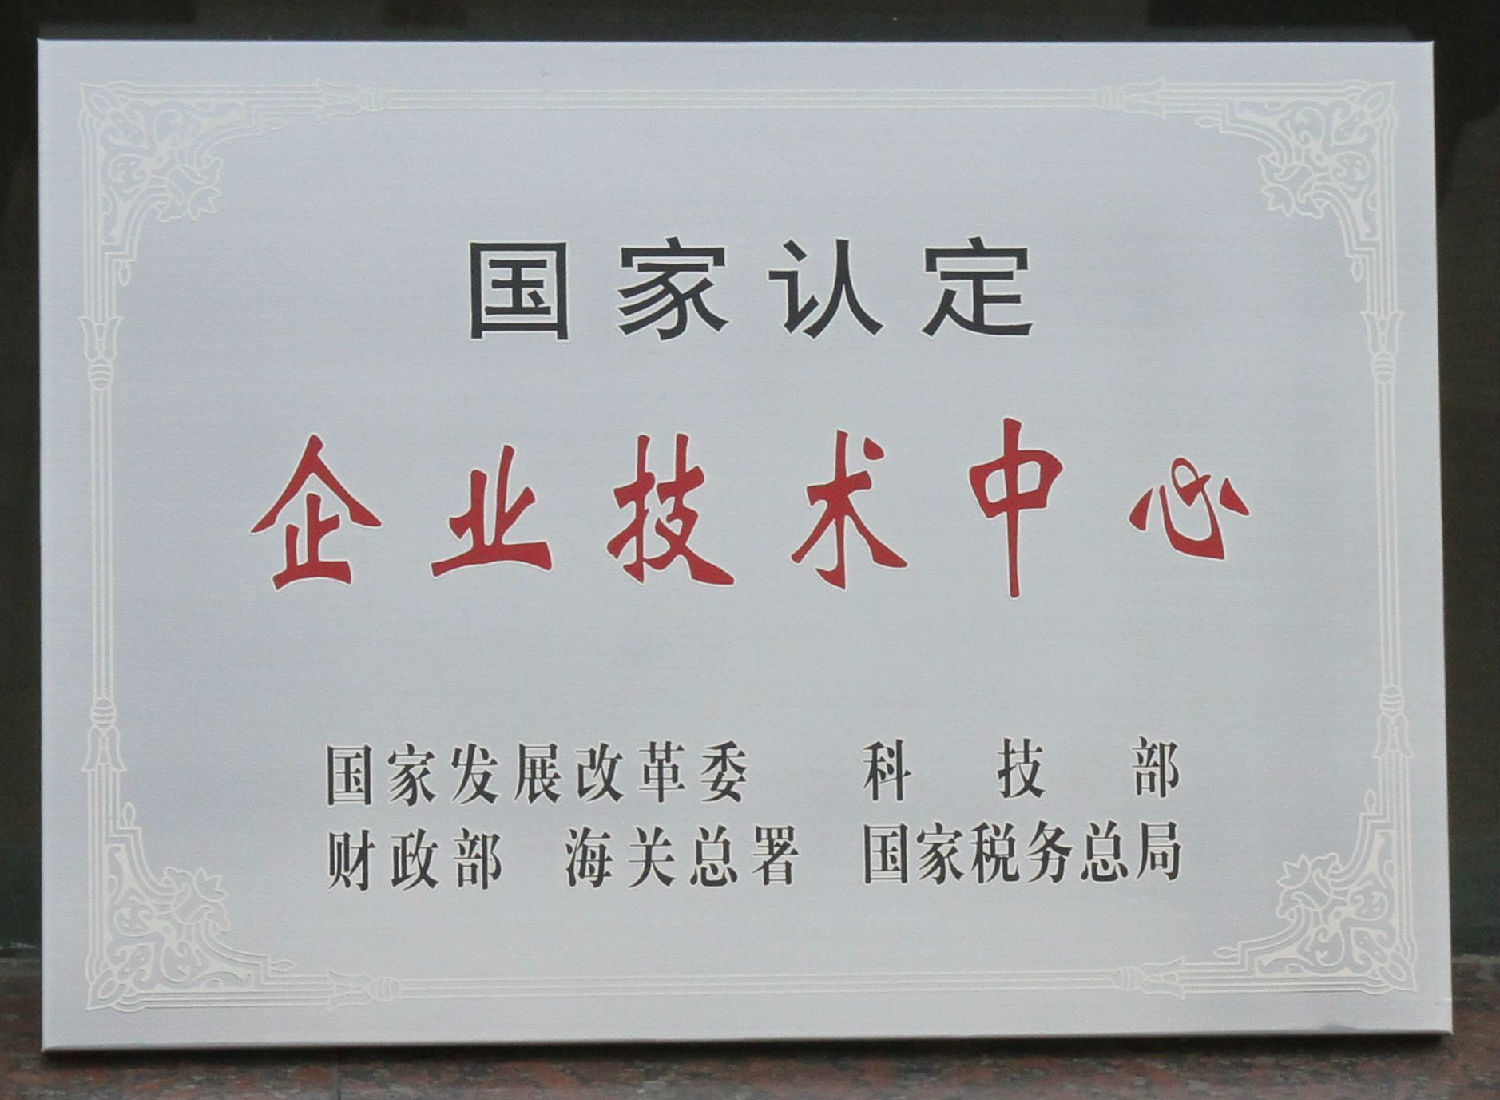 国家认定
企业技术中心
国家发展改革委 科技部
财政部 海关总署 国家税务总局